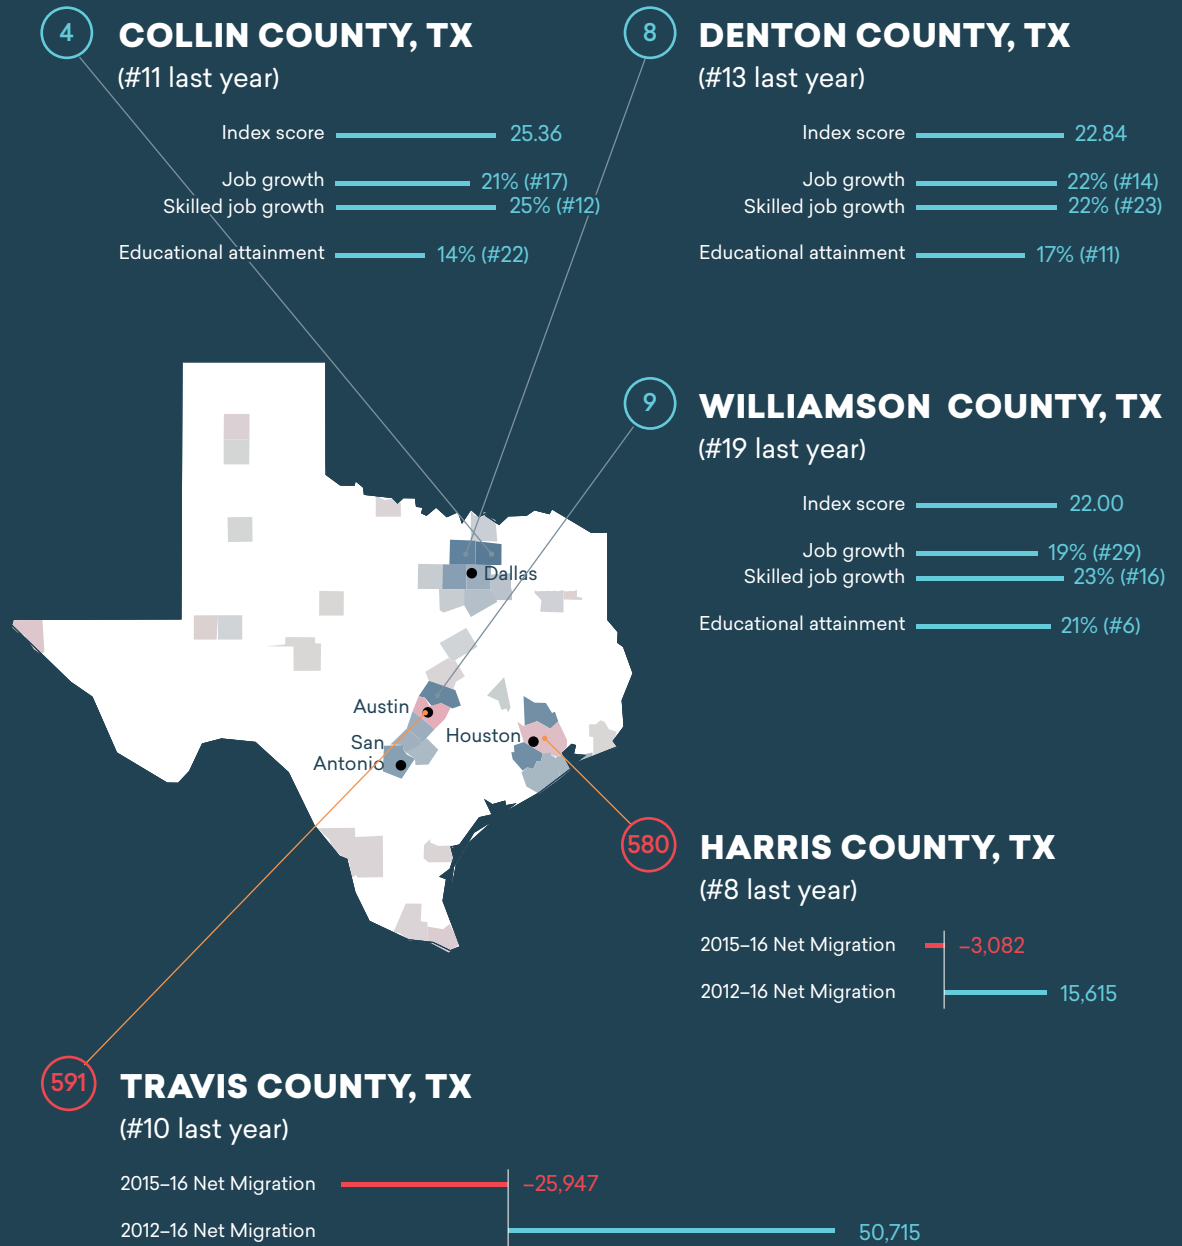 4
COLLIN COUNTY, TX
(#11 last year)
Index score 25.36
Job growth 21% (#17)
Skilled job growth 25% (#12)
Educational attainment 14% (#22)
8
DENTON COUNTY, TX
(#13 last year)
Index score 22.84
Job growth 22% (#14)
Skilled job growth 22% (#23)
Educational attainment 17% (#11)
9
WILLIAMSON COUNTY, TX
(#19 last year)
Index score 22.00
Job growth 19% (#29)
Skilled job growth 23% (#16)
Educational attainment 21% (#6)
Dallas
Austin
San
Antonio
Houston
580
HARRIS COUNTY, TX
(#8 last year)
2015–16 Net Migration –3,082
2012–16 Net Migration 15,615
591
TRAVIS COUNTY, TX
(#10 last year)
2015–16 Net Migration –25,947
2012–16 Net Migration 50,715